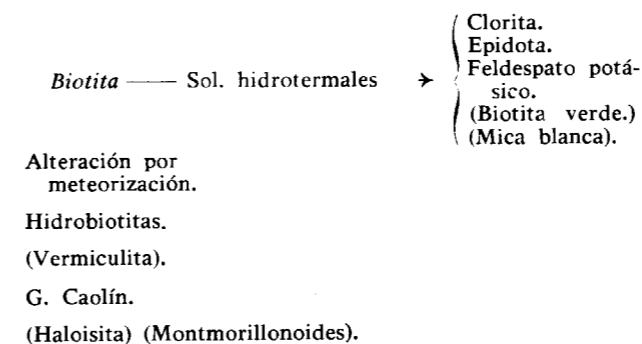 Clorita.
Epidota.
Biotita —— Sol. hidrotermales → Feldespato potá-
sico.
(Biotita verde.)
(Mica blanca).
Alteración por
meteorización.
Hidrobiotitas.
(Vermiculita).
G. Caolín.
(Haloisita) (Montmorillonoides).